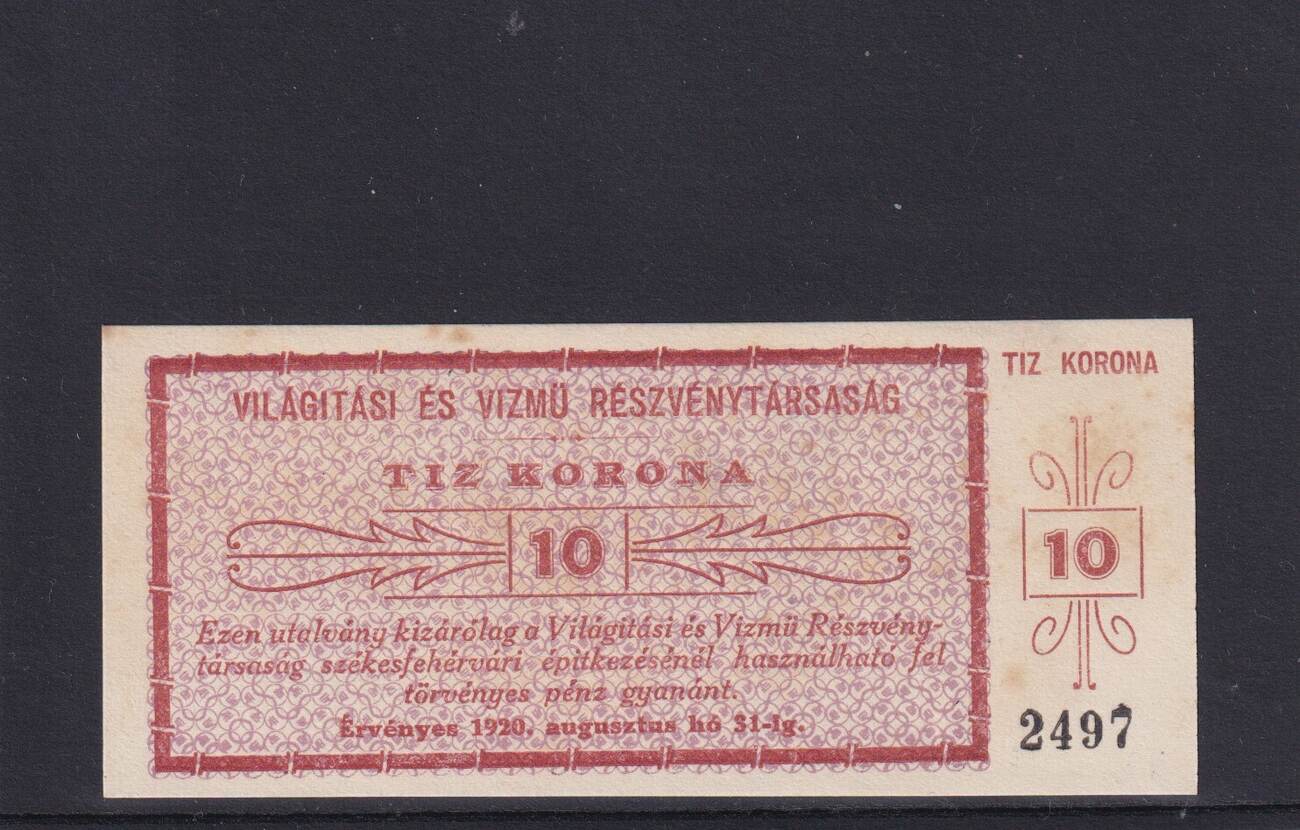 VILÁGITÁSI ÉS VIZMÜ RÉSZVÉNYTÁRSASÁG
TIZ KORONA
10
Ezen utalvány kizárólag a Világitási és Vizmü Részvény-
társaság székesfehérvári épitkezésénél használható fel
törvényes pénz gyanánt.
Érvényes 1920. augusztus hó 31-ig.
TIZ KORONA
10
2497